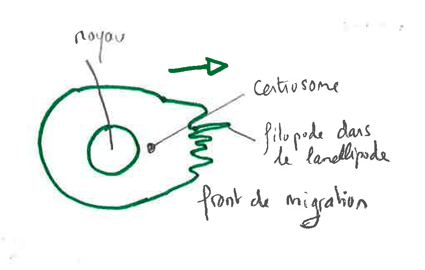 noyau
centrosome
filopode dans
le lamellipode
front de migration